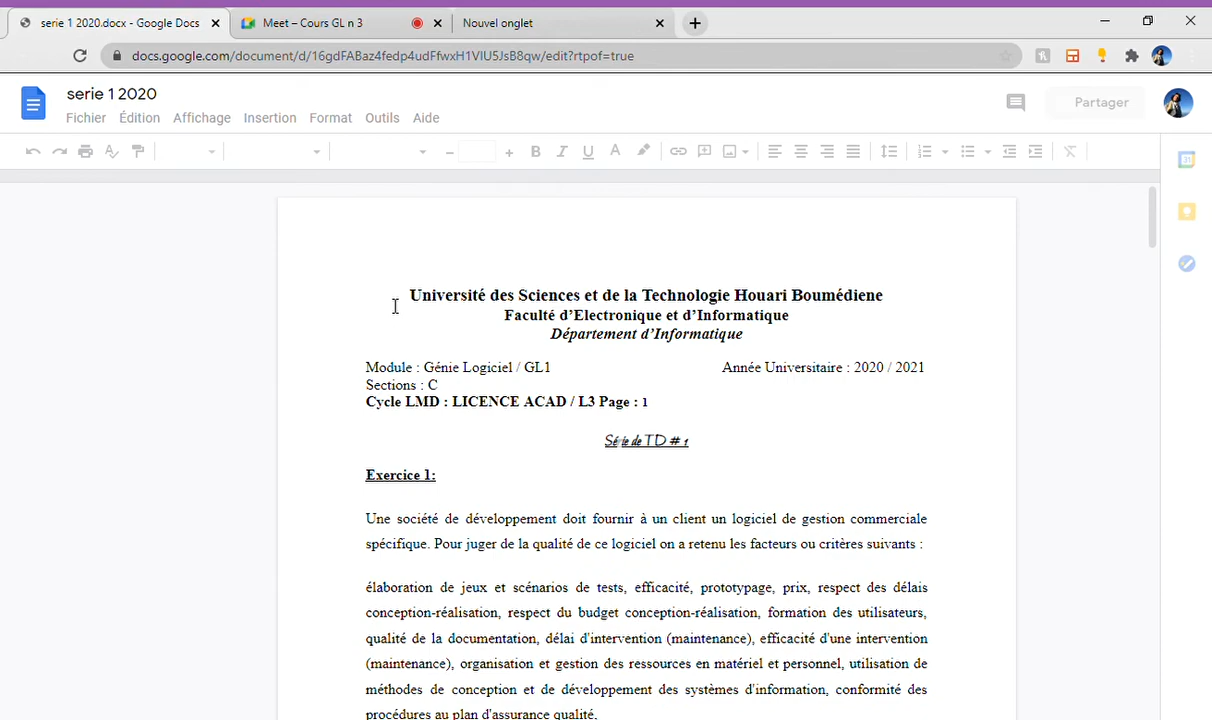 serie 1 2020.docx - Google Docs
Meet – Cours GL n 3
Nouvel onglet
docs.google.com/document/d/16gdFABaz4fedp4udFfwxH1VIU5JsB8qw/edit?rtpof=true
serie 1 2020
Partager
Fichier Édition Affichage Insertion Format Outils Aide
Université des Sciences et de la Technologie Houari Boumédiene
Faculté d’Electronique et d’Informatique
Département d’Informatique
Module : Génie Logiciel / GL1 Année Universitaire : 2020 / 2021
Sections : C
Cycle LMD : LICENCE ACAD / L3 Page : 1
Série de TD # 1
Exercice 1:
Une société de développement doit fournir à un client un logiciel de gestion commerciale
spécifique. Pour juger de la qualité de ce logiciel on a retenu les facteurs ou critères suivants :
élaboration de jeux et scénarios de tests, efficacité, prototypage, prix, respect des délais
conception-réalisation, respect du budget conception-réalisation, formation des utilisateurs,
qualité de la documentation, délai d'intervention (maintenance), efficacité d'une intervention
(maintenance), organisation et gestion des ressources en matériel et personnel, utilisation de
méthodes de conception et de développement des systèmes d'information, conformité des
procédures au plan d'assurance qualité,